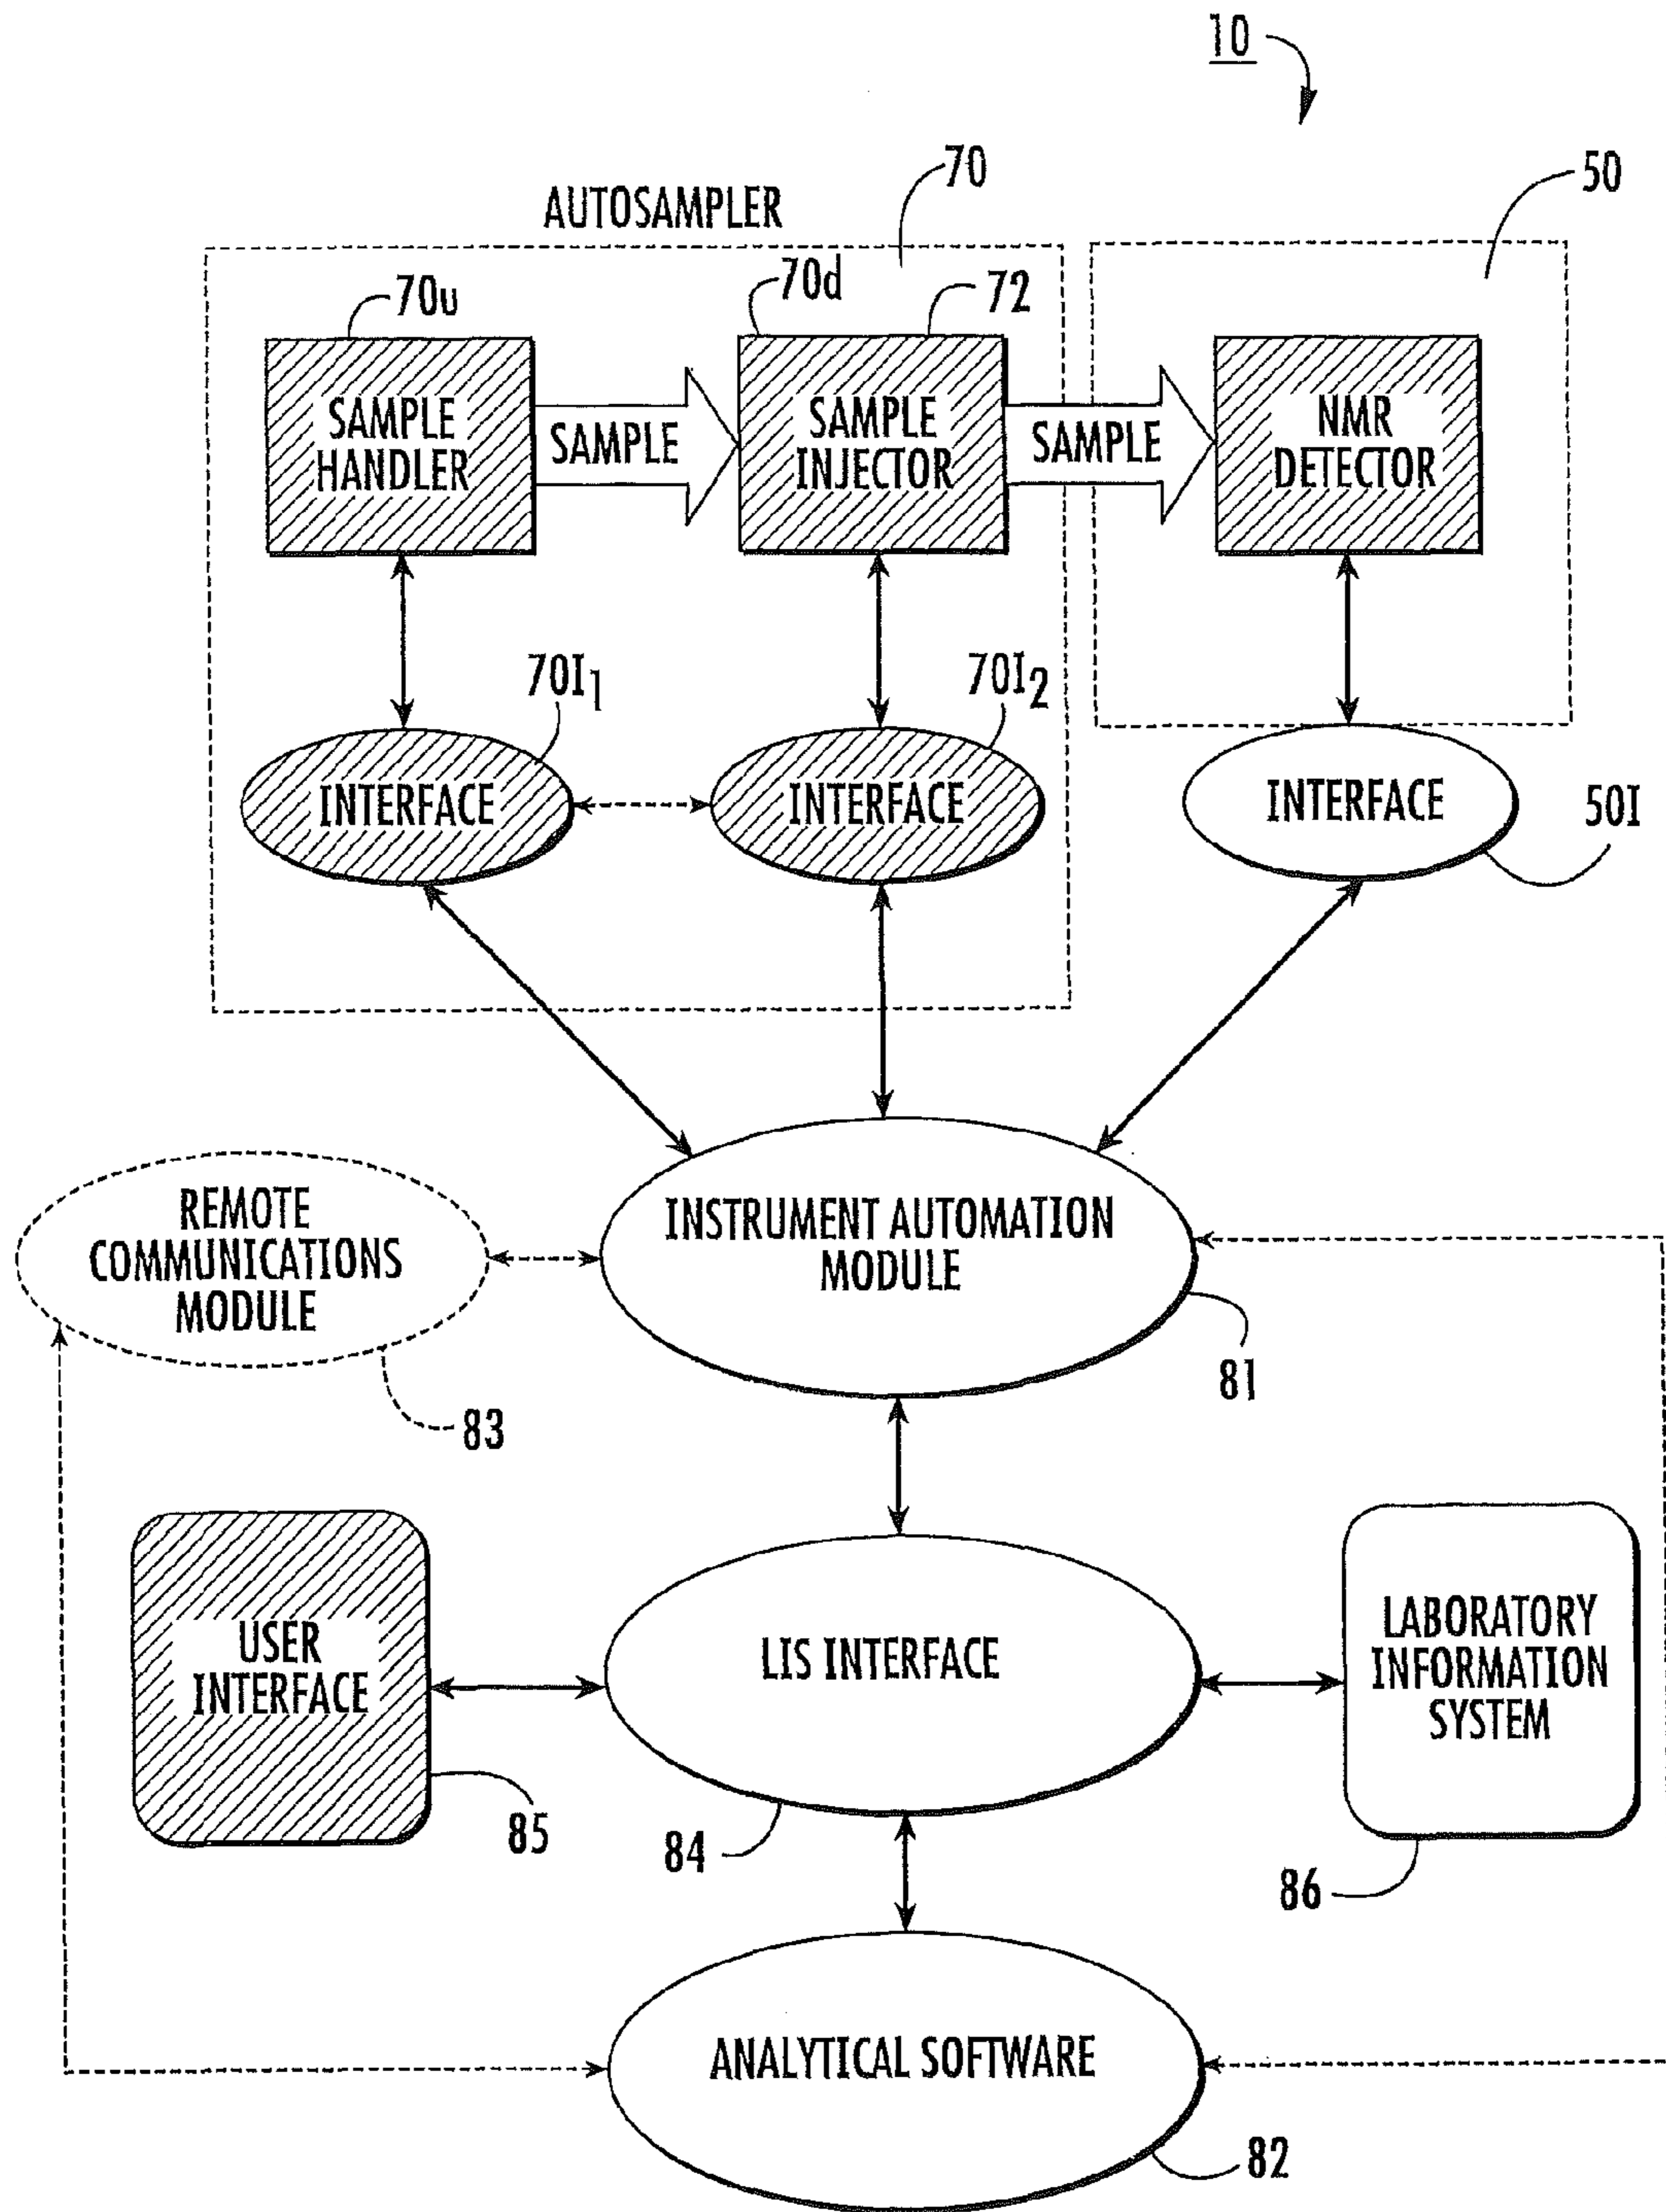 10
70
50
AUTOSAMPLER
70u
70d
72
SAMPLE
HANDLER
SAMPLE
SAMPLE
INJECTOR
SAMPLE
NMR
DETECTOR
70I1
70I2
INTERFACE
INTERFACE
INTERFACE
50I
REMOTE
COMMUNICATIONS
MODULE
INSTRUMENT AUTOMATION
MODULE
81
83
USER
INTERFACE
LIS INTERFACE
LABORATORY
INFORMATION
SYSTEM
85
84
86
ANALYTICAL SOFTWARE
82